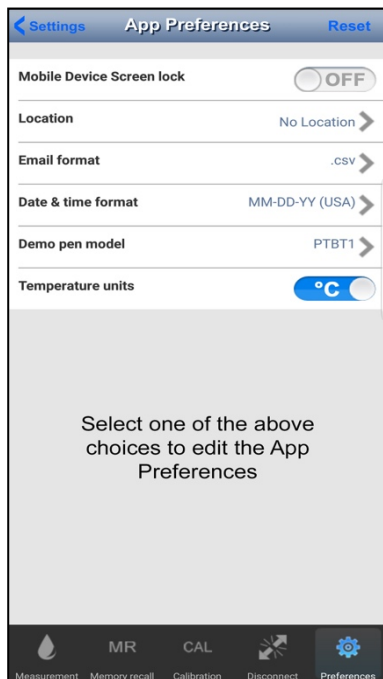 Settings App Preferences Reset
Mobile Device Screen lock OFF
Location No Location
Email format .csv
Date & time format MM-DD-YY (USA)
Demo pen model PTBT1
Temperature units °C
Select one of the above
choices to edit the App
Preferences
MR CAL
Measurement Memory recall Calibration Disconnect Preferences